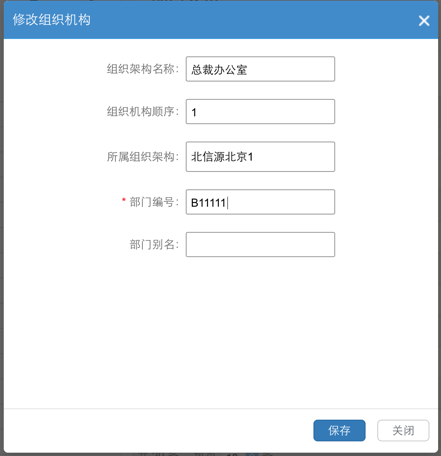 修改组织机构
组织架构名称: 总裁办公室
组织机构顺序: 1
所属组织架构: 北信源北京1
* 部门编号: B11111
部门别名:
保存 关闭